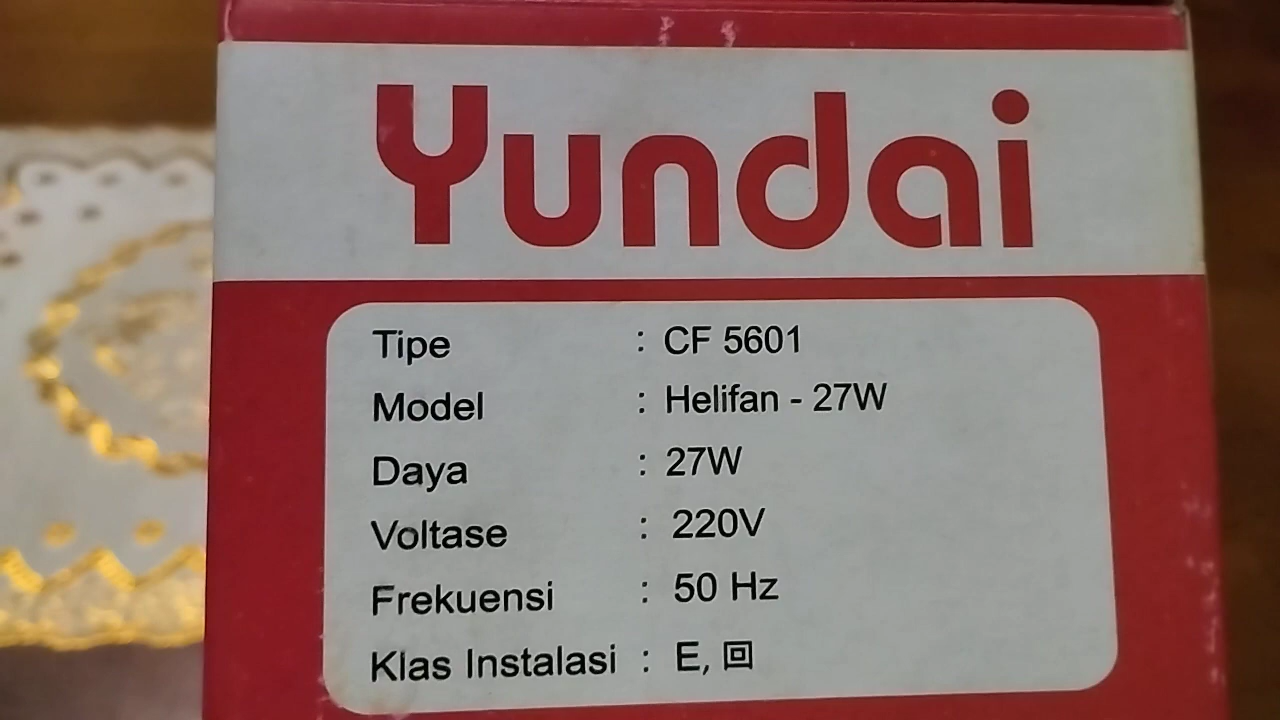 Yundai
Tipe : CF 5601
Model : Helifan - 27W
Daya : 27W
Voltase : 220V
Frekuensi : 50 Hz
Klas Instalasi : E, 回